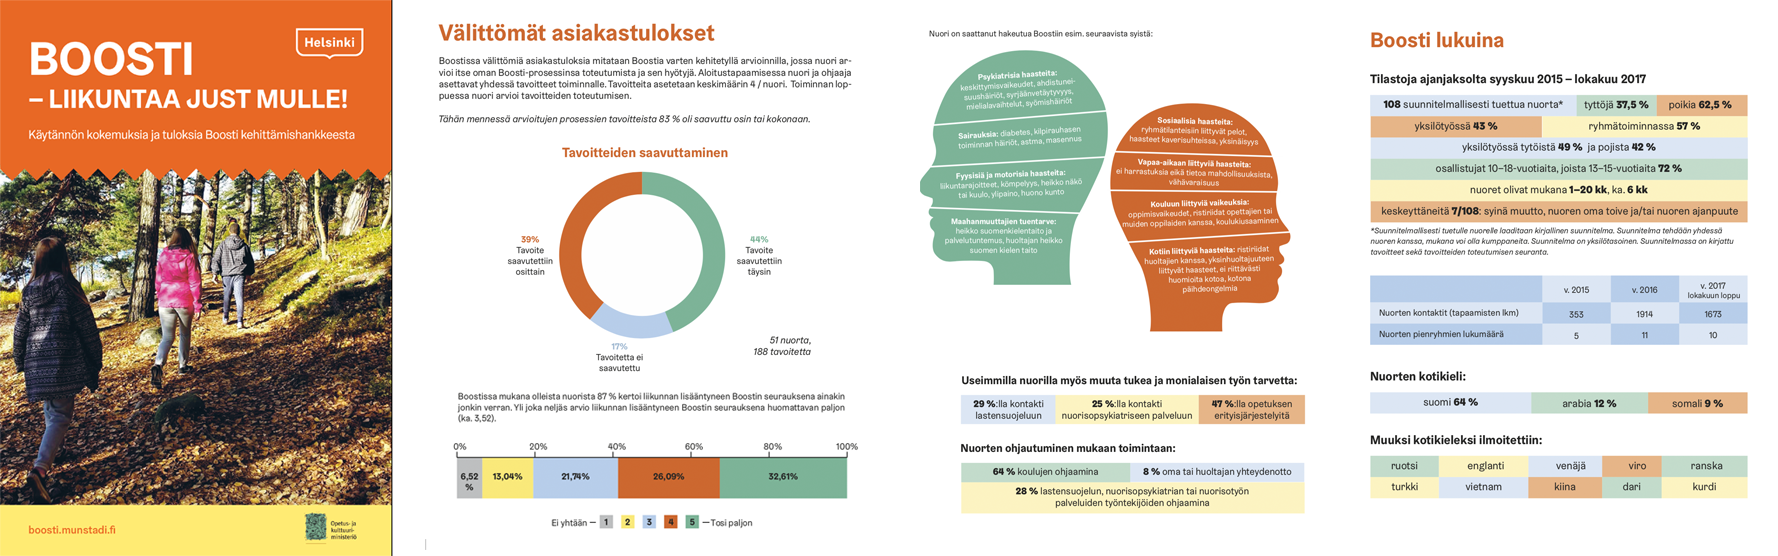 BOOSTI
Helsinki
– LIIKUNTAA JUST MULLE!
Käytännön kokemuksia ja tuloksia Boosti kehittämishankkeesta
boosti.munstadi.fi
Opetus- ja
kulttuuri-
ministeriö
Välittömät asiakastulokset
Boostissa välittömiä asiakastuloksia mitataan Boostia varten kehitetyllä arvioinnilla, jossa nuori ar-
vioi itse oman Boosti-prosessinsa toteutumista ja sen hyötyjä. Aloitustapaamisessa nuori ja ohjaaja
asettavat yhdessä tavoitteet toiminnalle. Tavoitteita asetetaan keskimäärin 4 / nuori. Toiminnan lop-
puessa nuori arvioi tavoitteiden toteutumisen.
Tähän mennessä arvioitujen prosessien tavoitteista 83 % oli saavuttu osin tai kokonaan.
Tavoitteiden saavuttaminen
39%
Tavoite
saavutettiin
osittain
44%
Tavoite
saavutettiin
täysin
17%
Tavoitetta ei
saavutettu
51 nuorta,
188 tavoitetta
Boostissa mukana olleista nuorista 87 % kertoi liikunnan lisääntyneen Boostin seurauksena ainakin
jonkin verran. Yli joka neljäs arvio liikunnan lisääntyneen Boostin seurauksena huomattavan paljon
(ka. 3,52).
0% 20% 40% 60% 80% 100%
6,52
%
13,04% 21,74% 26,09% 32,61%
Ei yhtään – 1 2 3 4 5 – Tosi paljon
Nuori on saattanut hakeutua Boostiin esim. seuraavista syistä:
Psykiatrisia haasteita:
keskittymisvaikeudet, ahdistunei-
suushäiriöt, syrjäänvetäytyvyys,
mielialavaihtelut, syömishäiriöt
Sairauksia: diabetes, kilpirauhasen
toiminnan häiriöt, astma, masennus
Fyysisiä ja motorisia haasteita:
liikuntarajoitteet, kömpelyys, heikko näkö
tai kuulo, ylipaino, huono kunto
Maahanmuuttajien tuentarve:
heikko suomenkielentaito ja
palvelutuntemus, huoltajan heikko
suomen kielen taito
Sosiaalisia haasteita:
ryhmätilanteisiin liittyvät pelot,
haasteet kaverisuhteissa, yksinäisyys
Vapaa-aikaan liittyviä haasteita:
ei harrastuksia eikä tietoa mahdollisuuksista,
vähävaraisuus
Kouluun liittyviä vaikeuksia:
oppimisvaikeudet, ristiriidat opettajien tai
muiden oppilaiden kanssa, koulukiusaaminen
Kotiin liittyviä haasteita: ristiriidat
huoltajien kanssa, yksinhuoltajuuteen
liittyvät haasteet, ei riittävästi
huomioita kotoa, kotona
päihdeongelmia
Useimmilla nuorilla myös muuta tukea ja monialaisen työn tarvetta:
29 %:lla kontakti
lastensuojeluun
25 %:lla kontakti
nuorisopsykiatriseen palveluun
47 %:lla opetuksen
erityisjärjestelyitä
Nuorten ohjautuminen mukaan toimintaan:
64 % koulujen ohjaamina
8 % oma tai huoltajan yhteydenotto
28 % lastensuojelun, nuorisopsykiatrian tai nuorisotyön
palveluiden työntekijöiden ohjaamina
Boosti lukuina
Tilastoja ajanjaksolta syyskuu 2015 – lokakuu 2017
108 suunnitelmallisesti tuettua nuorta* tyttöjä 37,5 % poikia 62,5 %
yksilötyössä 43 % ryhmätoiminnassa 57 %
yksilötyössä tytöistä 49 % ja pojista 42 %
osallistujat 10–18-vuotiaita, joista 13–15-vuotiaita 72 %
nuoret olivat mukana 1–20 kk, ka. 6 kk
keskeyttäneitä 7/108: syinä muutto, nuoren oma toive ja/tai nuoren ajanpuute
*Suunnitelmallisesti tuetulle nuorelle laaditaan kirjallinen suunnitelma. Suunnitelma tehdään yhdessä
nuoren kanssa, mukana voi olla kumppaneita. Suunnitelma on yksilötasoinen. Suunnitelmassa on kirjattu
tavoitteet sekä tavoitteiden toteutumisen seuranta.
v. 2015 v. 2016 v. 2017
lokakuun loppu
Nuorten kontaktit (tapaamisten lkm) 353 1914 1673
Nuorten pienryhmien lukumäärä 5 11 10
Nuorten kotikieli:
suomi 64 % arabia 12 % somali 9 %
Muuksi kotikieleksi ilmoitettiin:
ruotsi englanti venäjä viro ranska
turkki vietnam kiina dari kurdi